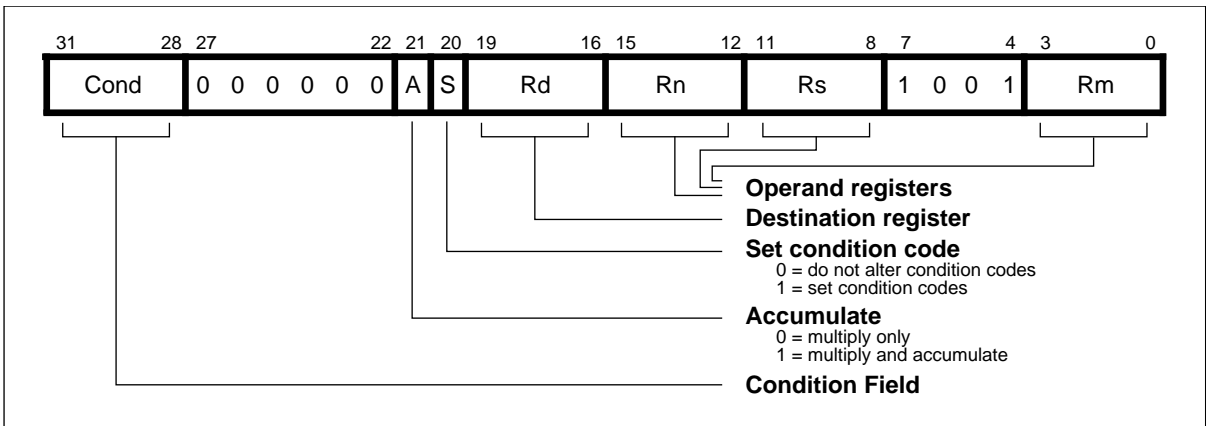 31 28 27 22 21 20 19 16 15 12 11 8 7 4 3 0
Cond 0 0 0 0 0 0 A S Rd Rn Rs 1 0 0 1 Rm
Operand registers
Destination register
Set condition code
0 = do not alter condition codes
1 = set condition codes
Accumulate
0 = multiply only
1 = multiply and accumulate
Condition Field